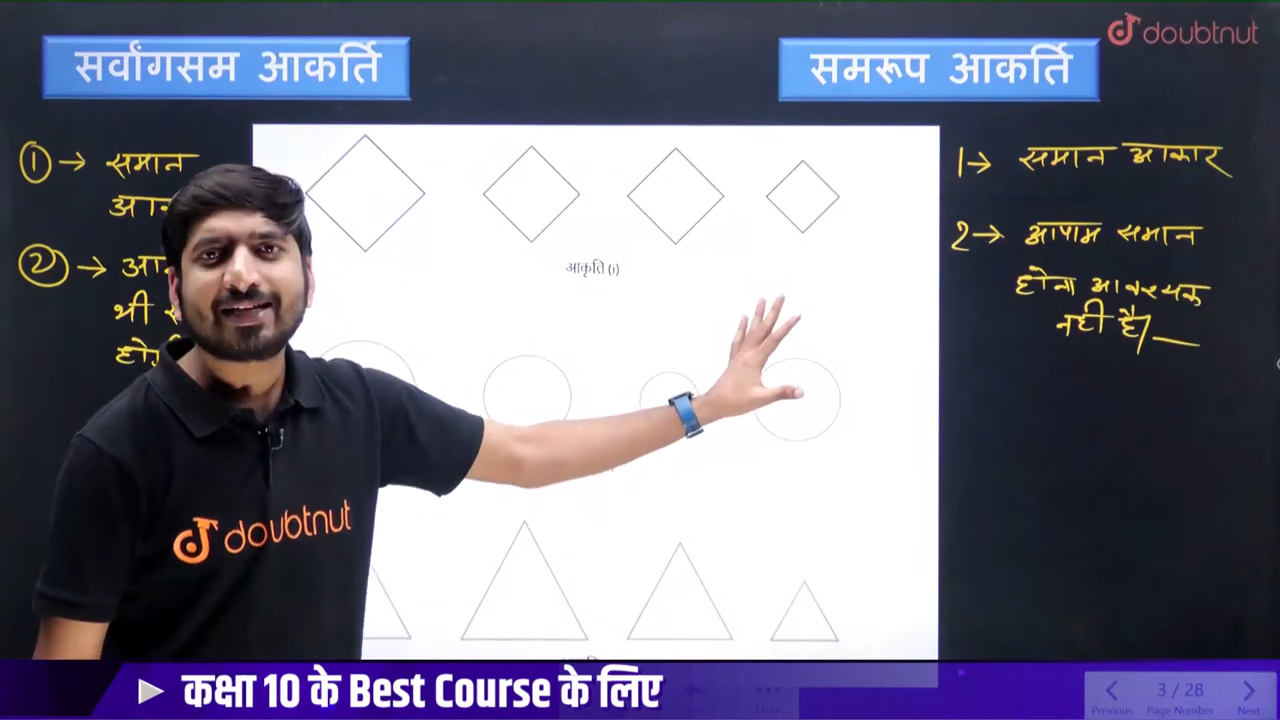 doubtnut
सर्वांगसम आकर्ति
समरूप आकर्ति
① → समान
② →
भी
1→ समान आकार
2→ आयाम समान
होना आवश्यक
नही है/—
आकृति (i)
doubtnut
कक्षा 10 के Best Course के लिए
3 / 28
Previous Page Number Next